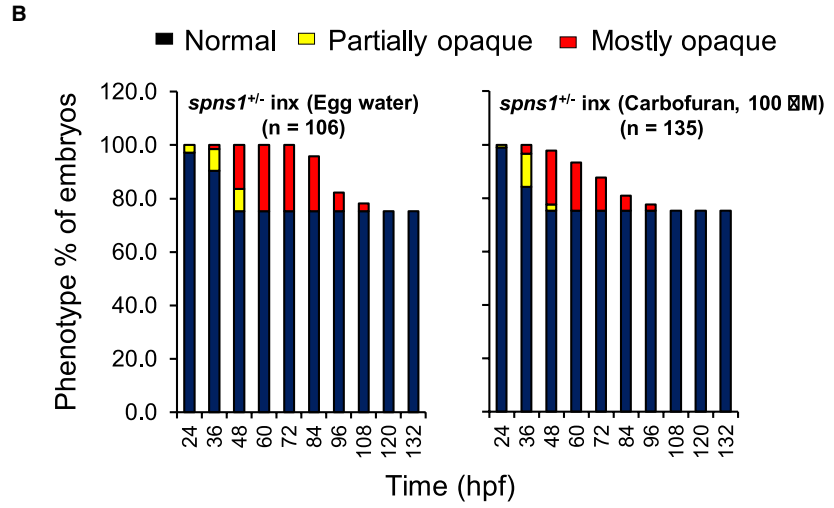 B
Normal Partially opaque Mostly opaque
spns1+/- inx (Egg water)
(n = 106)
spns1+/- inx (Carbofuran, 100 M)
(n = 135)
Phenotype % of embryos
120.0
100.0
80.0
60.0
40.0
20.0
0.0
24 36 48 60 72 84 96 108 120 132
24 36 48 60 72 84 96 108 120 132
Time (hpf)